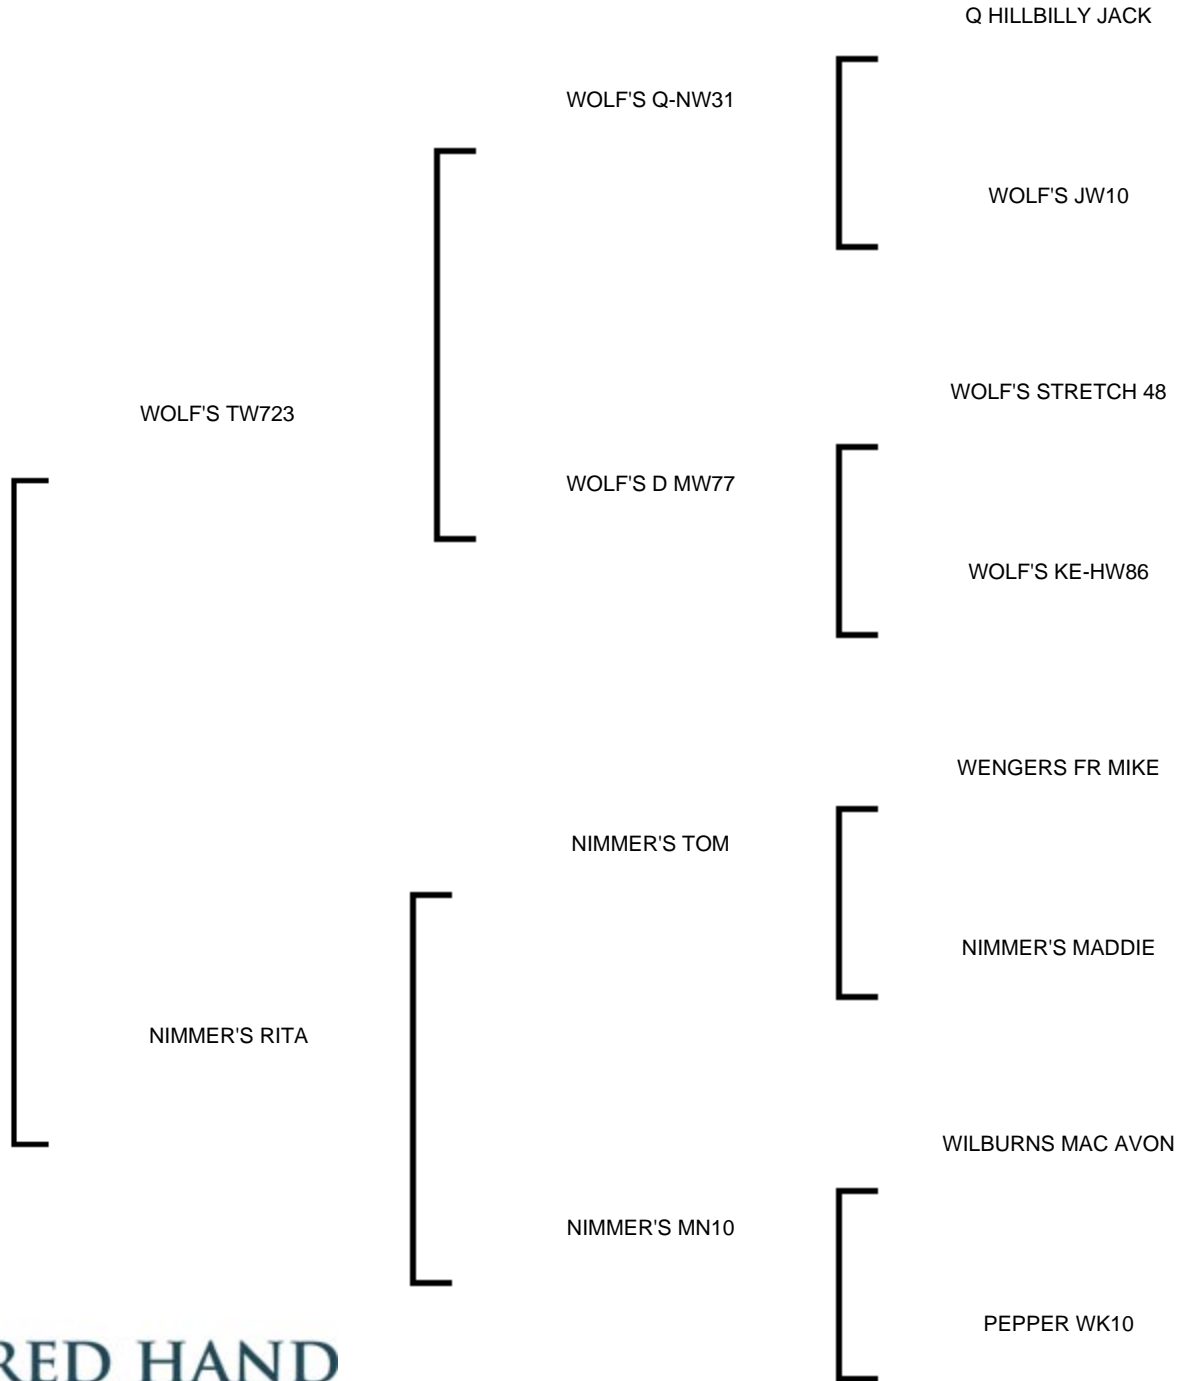 Q HILLBILLY JACK
WOLF'S Q-NW31
WOLF'S JW10
WOLF'S STRETCH 48
WOLF'S TW723
WOLF'S D MW77
WOLF'S KE-HW86
WENGERS FR MIKE
NIMMER'S TOM
NIMMER'S MADDIE
NIMMER'S RITA
WILBURNS MAC AVON
NIMMER'S MN10
PEPPER WK10
RED HAND